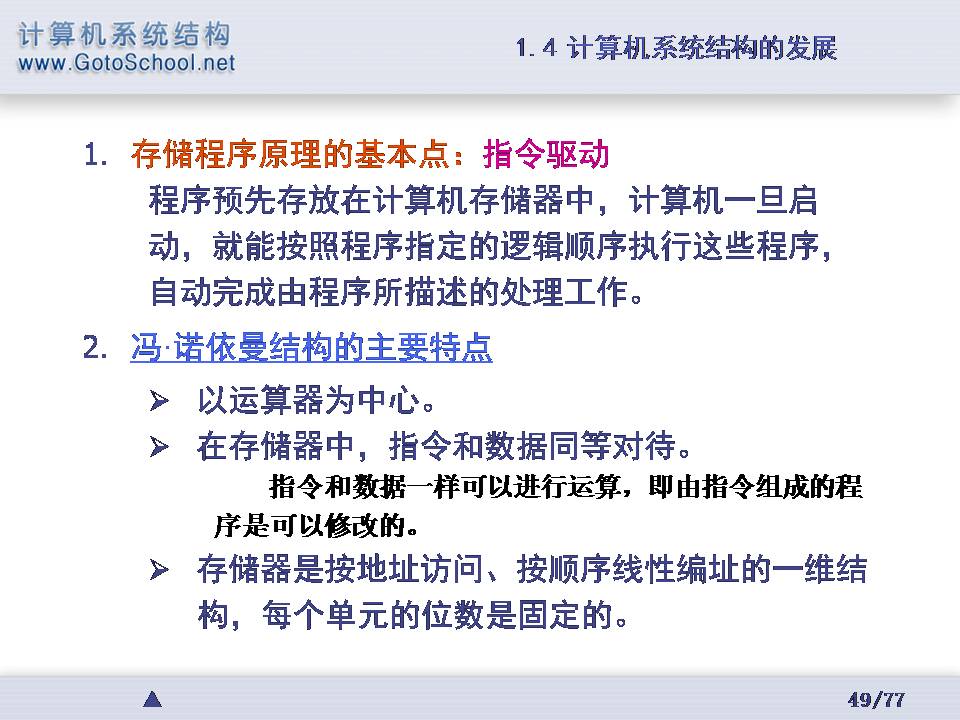 计算机系统结构
www.GotoSchool.net
1.4 计算机系统结构的发展
1. 存储程序原理的基本点：指令驱动
程序预先存放在计算机存储器中，计算机一旦启
动，就能按照程序指定的逻辑顺序执行这些程序，
自动完成由程序所描述的处理工作。
2. 冯·诺依曼结构的主要特点
➢ 以运算器为中心。
➢ 在存储器中，指令和数据同等对待。
指令和数据一样可以进行运算，即由指令组成的程
序是可以修改的。
➢ 存储器是按地址访问、按顺序线性编址的一维结
构，每个单元的位数是固定的。
49/77